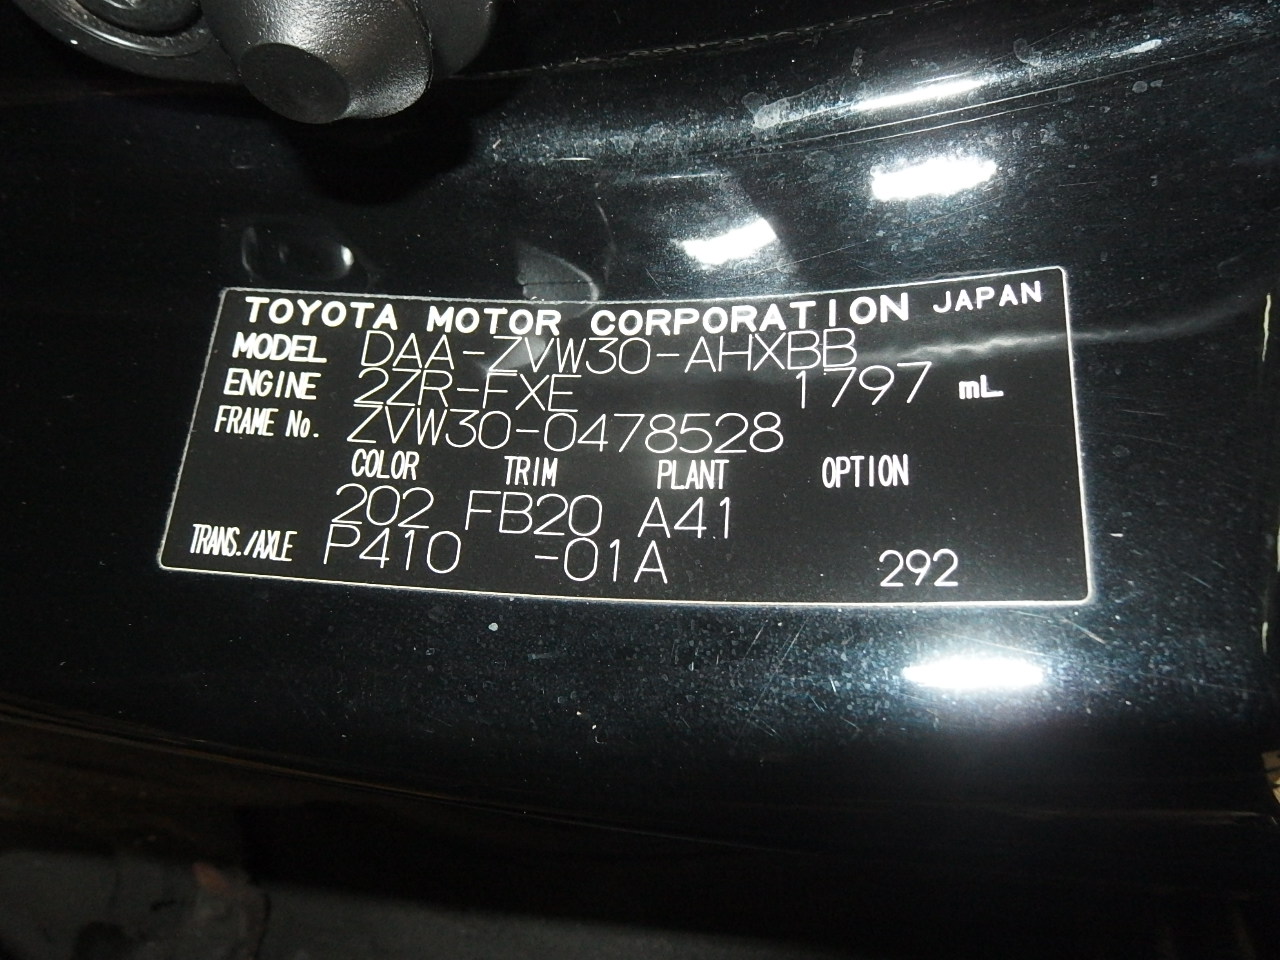 TOYOTA MOTOR CORPORATION JAPAN
MODEL DAA-ZVW30-AHXBB
ENGINE 2ZR-FXE 1797 mL
FRAME No. ZVW30-0478528
COLOR TRIM PLANT OPTION
202 FB20 A41
TRANS./AXLE P410 -01A 292